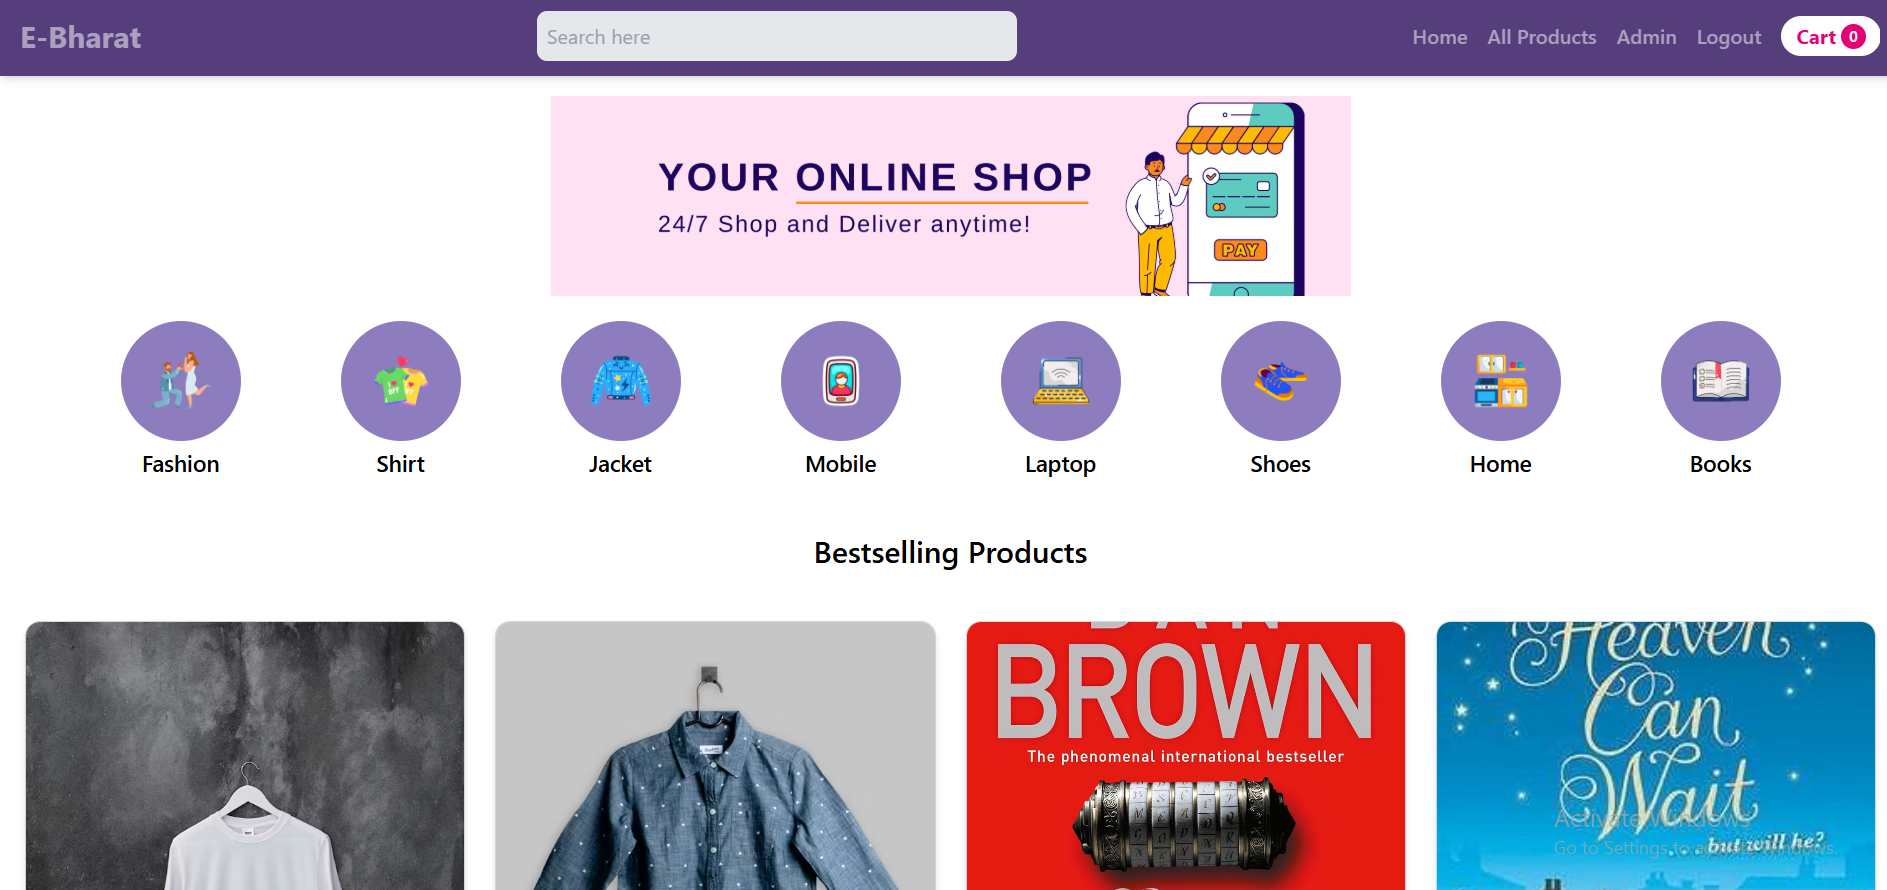 E-Bharat
Search here
Home All Products Admin Logout Cart 0
YOUR ONLINE SHOP
24/7 Shop and Deliver anytime!
PAY
Fashion Shirt Jacket Mobile Laptop Shoes Home Books
Bestselling Products
BROWN
The phenomenal international bestseller
Heaven
Can
Wait
... but will he?
Activate Windows
Go to Settings to activate Windows.